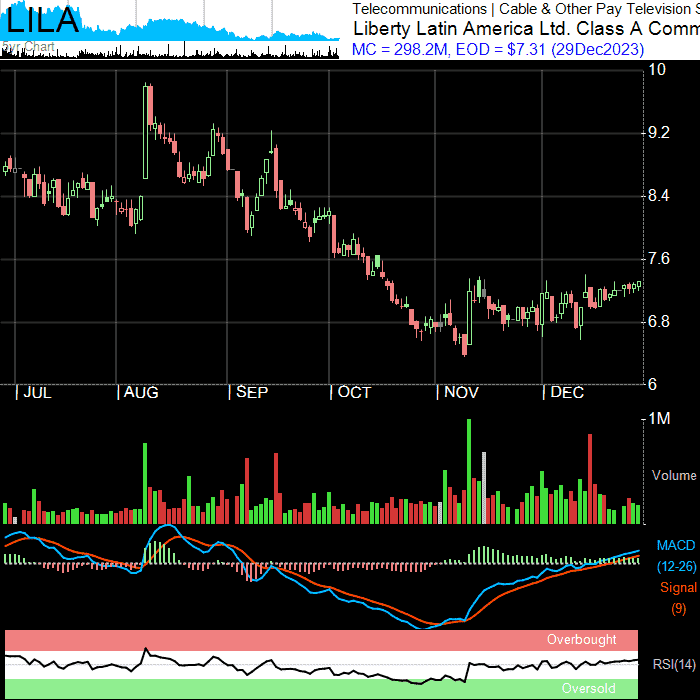 LILA
5yr Chart
Telecommunications | Cable & Other Pay Television S
Liberty Latin America Ltd. Class A Comm
MC = 298.2M, EOD = $7.31 (29Dec2023)
10
9.2
8.4
7.6
6.8
6
JUL AUG SEP OCT NOV DEC
1M
Volume
MACD
(12-26)
Signal
(9)
Overbought
RSI(14)
Oversold